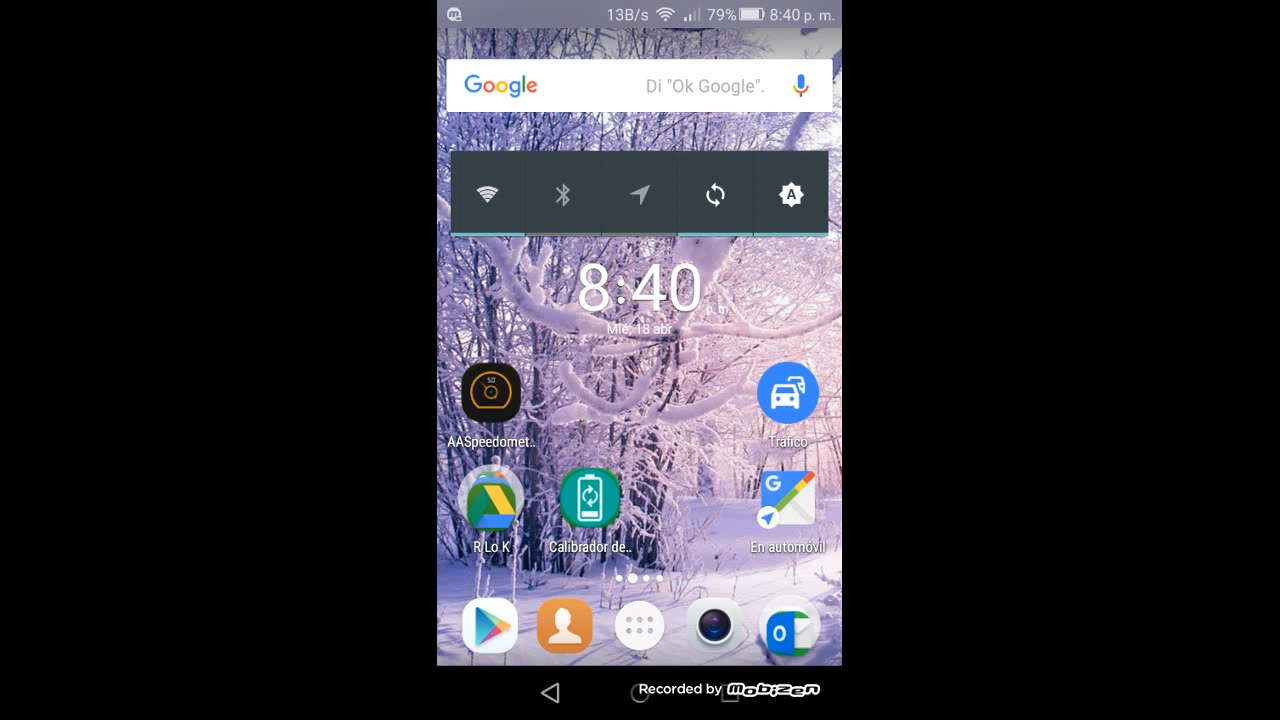 13B/s 79% 8:40 p. m.
Google Di "Ok Google".
A
8:40 p. m.
Mié, 18 abr
50
AASpeedomet..
Tráfico
G
R Lo K
Calibrador de..
En automóvil
O
Recorded by mobizen